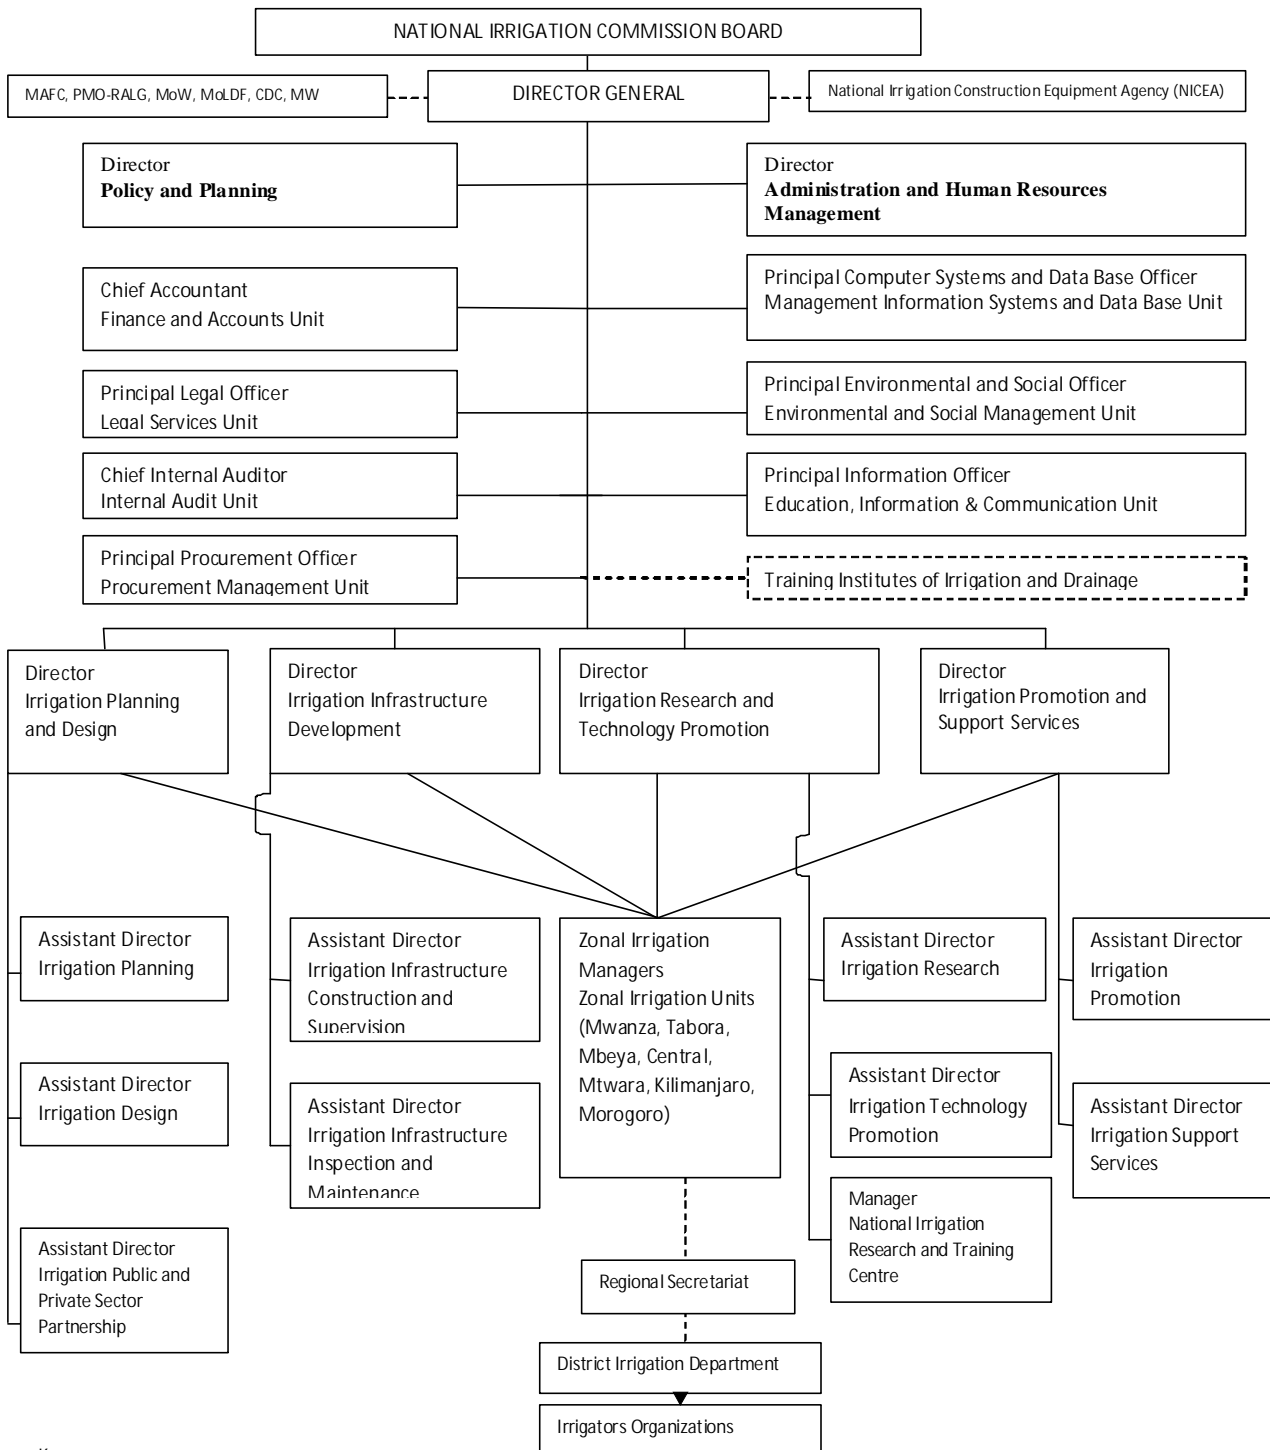 NATIONAL IRRIGATION COMMISSION BOARD
MAFC, PMO-RALG, MoW, MoLDF, CDC, MW
DIRECTOR GENERAL
National Irrigation Construction Equipment Agency (NICEA)
Director
Policy and Planning
Director
Administration and Human Resources
Management
Chief Accountant
Finance and Accounts Unit
Principal Computer Systems and Data Base Officer
Management Information Systems and Data Base Unit
Principal Legal Officer
Legal Services Unit
Principal Environmental and Social Officer
Environmental and Social Management Unit
Chief Internal Auditor
Internal Audit Unit
Principal Information Officer
Education, Information & Communication Unit
Principal Procurement Officer
Procurement Management Unit
Training Institutes of Irrigation and Drainage
Director
Irrigation Planning
and Design
Director
Irrigation Infrastructure
Development
Director
Irrigation Research and
Technology Promotion
Director
Irrigation Promotion and
Support Services
Assistant Director
Irrigation Planning
Assistant Director
Irrigation Infrastructure
Construction and
Supervision
Zonal Irrigation
Managers
Zonal Irrigation Units
(Mwanza, Tabora,
Mbeya, Central,
Mtwara, Kilimanjaro,
Morogoro)
Assistant Director
Irrigation Research
Assistant Director
Irrigation
Promotion
Assistant Director
Irrigation Design
Assistant Director
Irrigation Infrastructure
Inspection and
Maintenance
Assistant Director
Irrigation Technology
Promotion
Assistant Director
Irrigation Support
Services
Assistant Director
Irrigation Public and
Private Sector
Partnership
Manager
National Irrigation
Research and Training
Centre
Regional Secretariat
District Irrigation Department
Irrigators Organizations